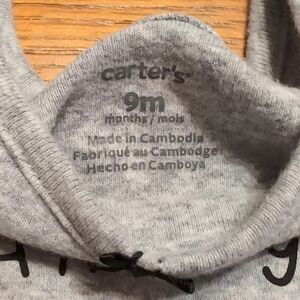 carter's
9m
months / mois
Made in Cambodia
Fabriqué au Cambodge
Hecho en Camboya